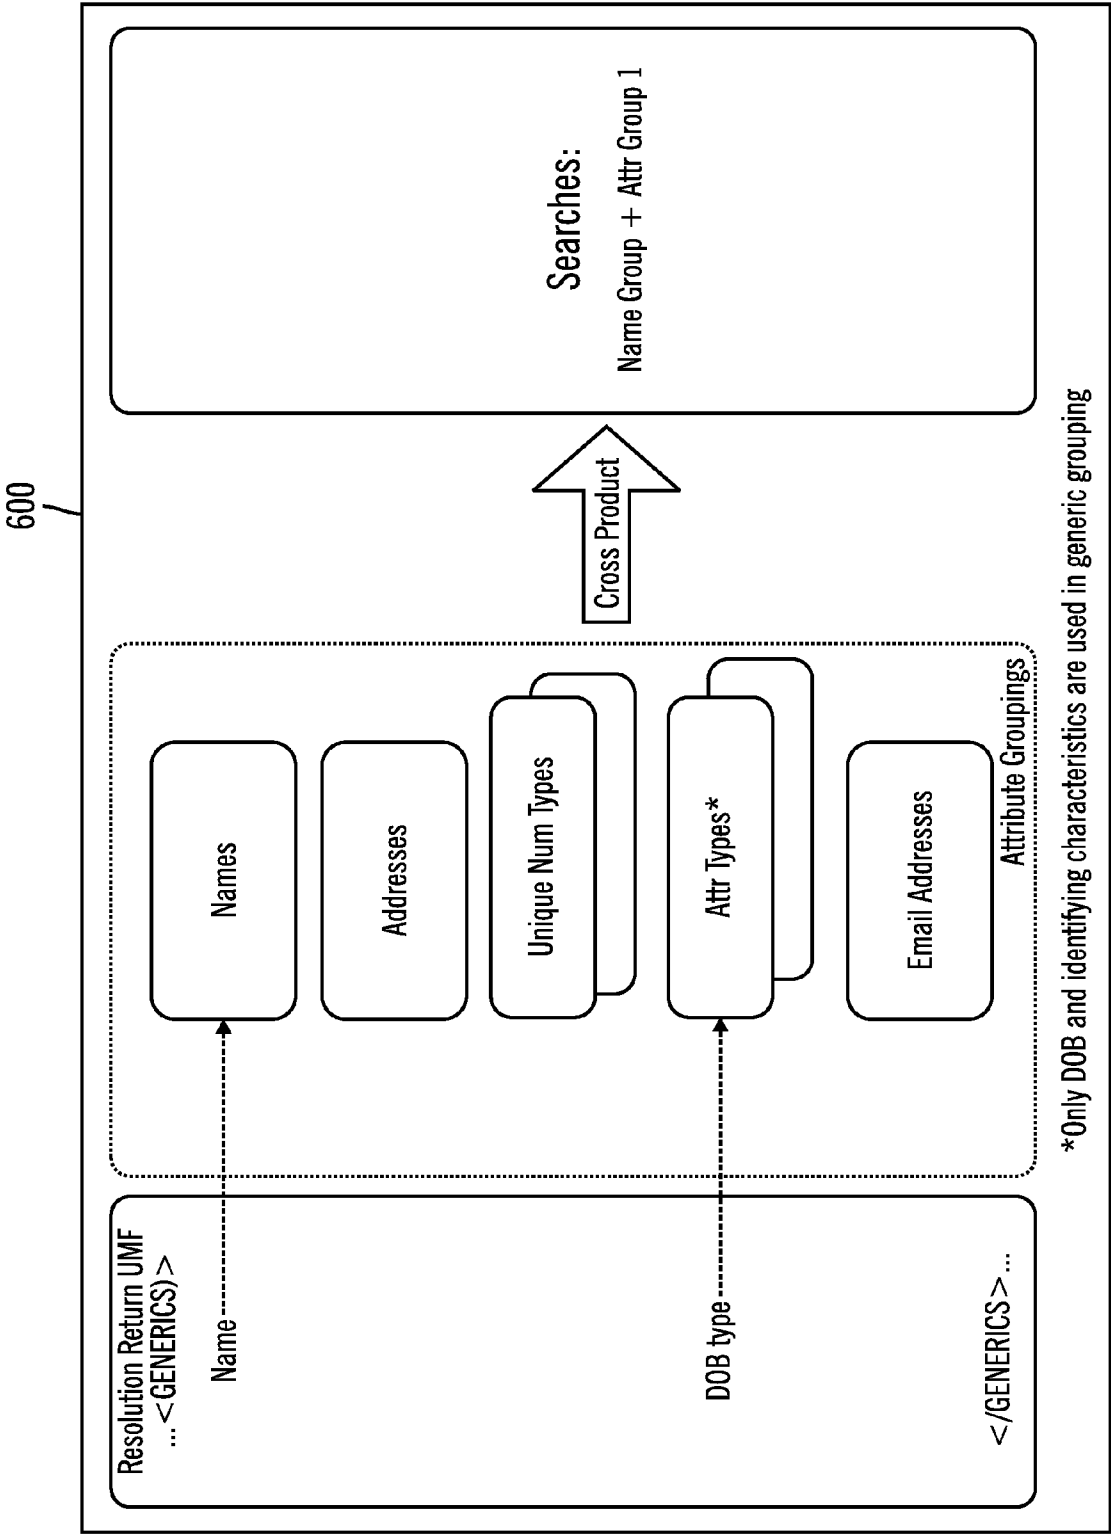 600
Resolution Return UMF
... <GENERICS)>
Name
DOB type
</GENERICS>...
Names
Addresses
Unique Num Types
Attr Types*
Email Addresses
Attribute Groupings
Cross Product
Searches:
Name Group + Attr Group 1
*Only DOB and identifying characteristics are used in generic grouping